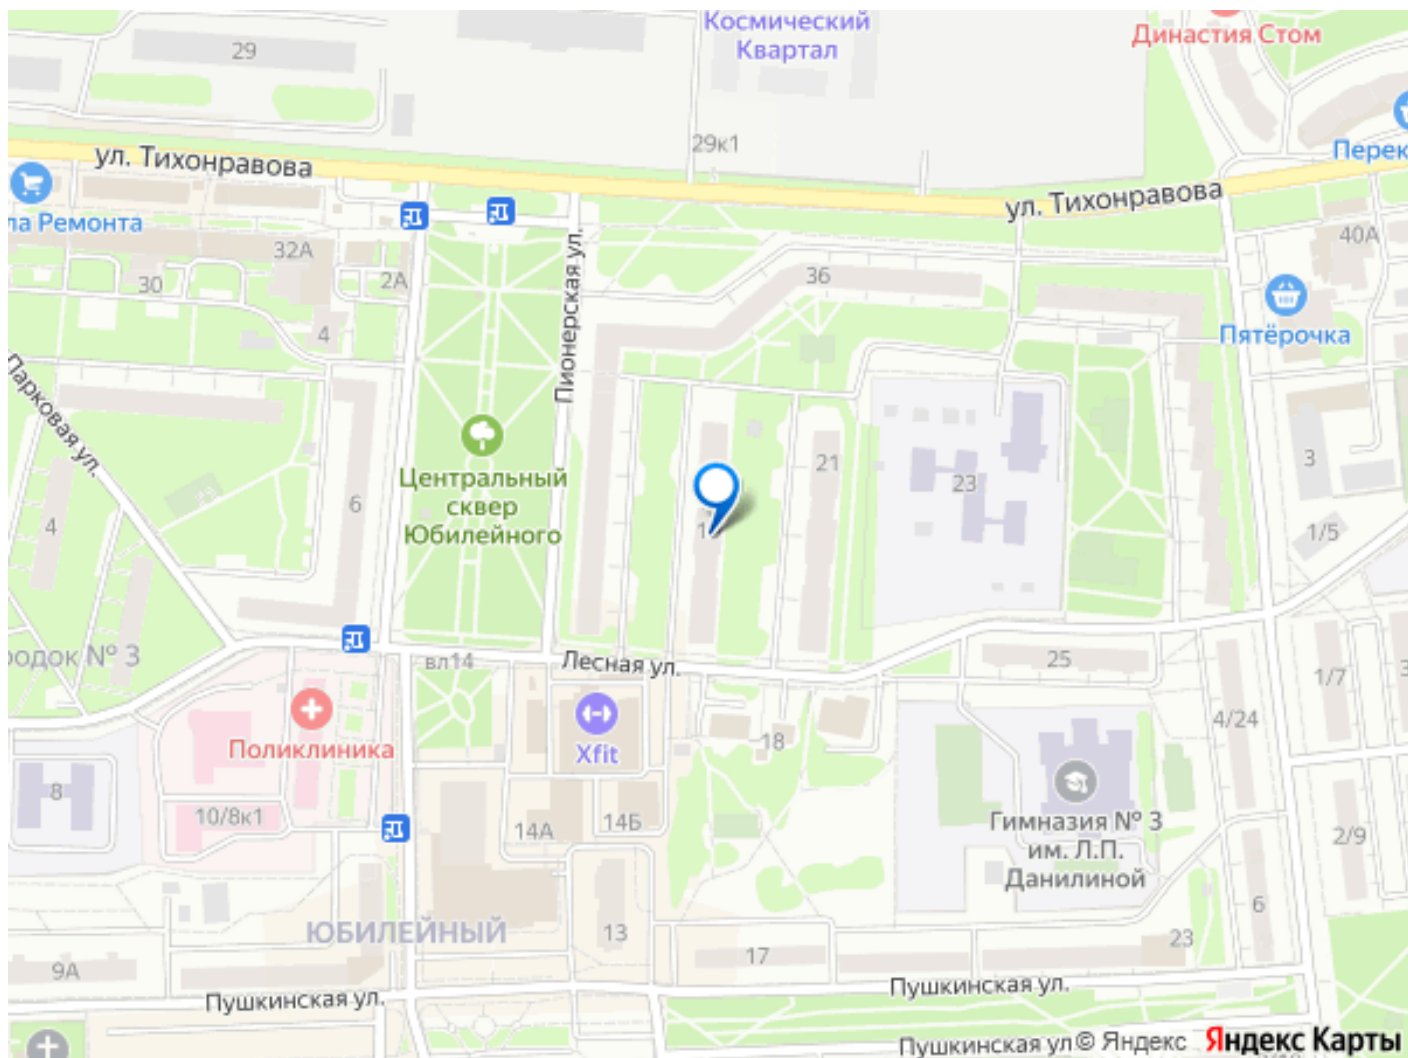 Космический
Квартал
Династия Стом
29
29к1
ул. Тихонравова
Перек
ул. Тихонравова
ла Ремонта
32А
30
2А
4
Пионерская ул.
36
40А
Пятёрочка
Парковая ул.
Центральный
сквер
Юбилейного
6
4
21
23
3
1/5
родок № 3
вл14
Лесная ул.
25
1/7
3
4/24
Поликлиника
Xfit
18
8
10/8к1
14А
14Б
Гимназия № 3
им. Л.П.
Данилиной
2/9
ЮБИЛЕЙНЫЙ
13
6
9А
17
23
Пушкинская ул.
Пушкинская ул.
Пушкинская ул
© Яндекс
Яндекс Карты